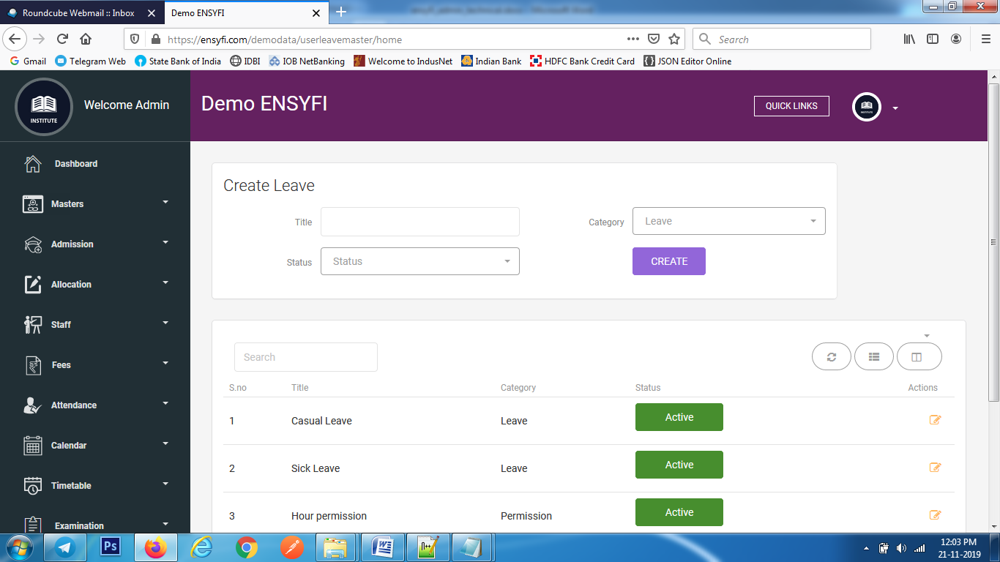 Roundcube Webmail :: Inbox
Demo ENSYFI
https://ensyfi.com/demodata/userleavemaster/home
Search
Gmail
Telegram Web
State Bank of India
IDBI
IOB NetBanking
Welcome to IndusNet
Indian Bank
HDFC Bank Credit Card
JSON Editor Online
INSTITUTE
Welcome Admin
Demo ENSYFI
QUICK LINKS
Dashboard
Masters
Admission
Allocation
Staff
Fees
Attendance
Calendar
Timetable
Examination
Create Leave
Title
Category
Leave
Status
Status
CREATE
Search
S.no Title Category Status Actions
1 Casual Leave Leave Active
2 Sick Leave Leave Active
3 Hour permission Permission Active
Ps
12:03 PM
21-11-2019